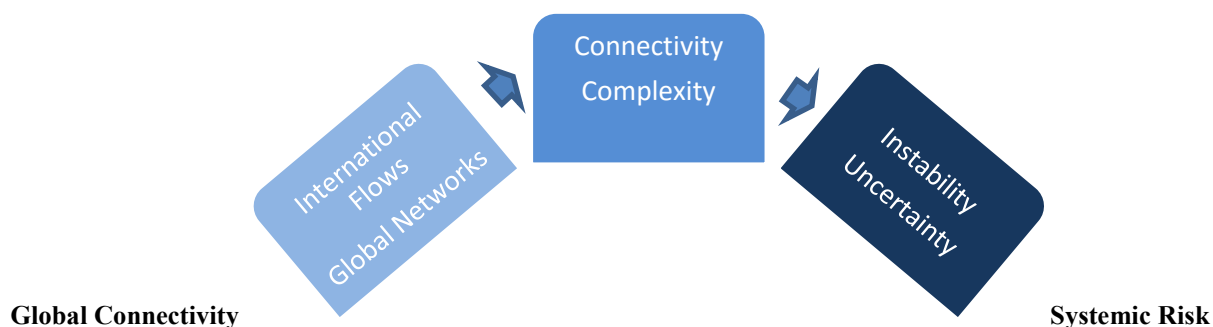 Connectivity
Complexity
International
Flows
Global Networks
Instability
Uncertainty
Global Connectivity
Systemic Risk